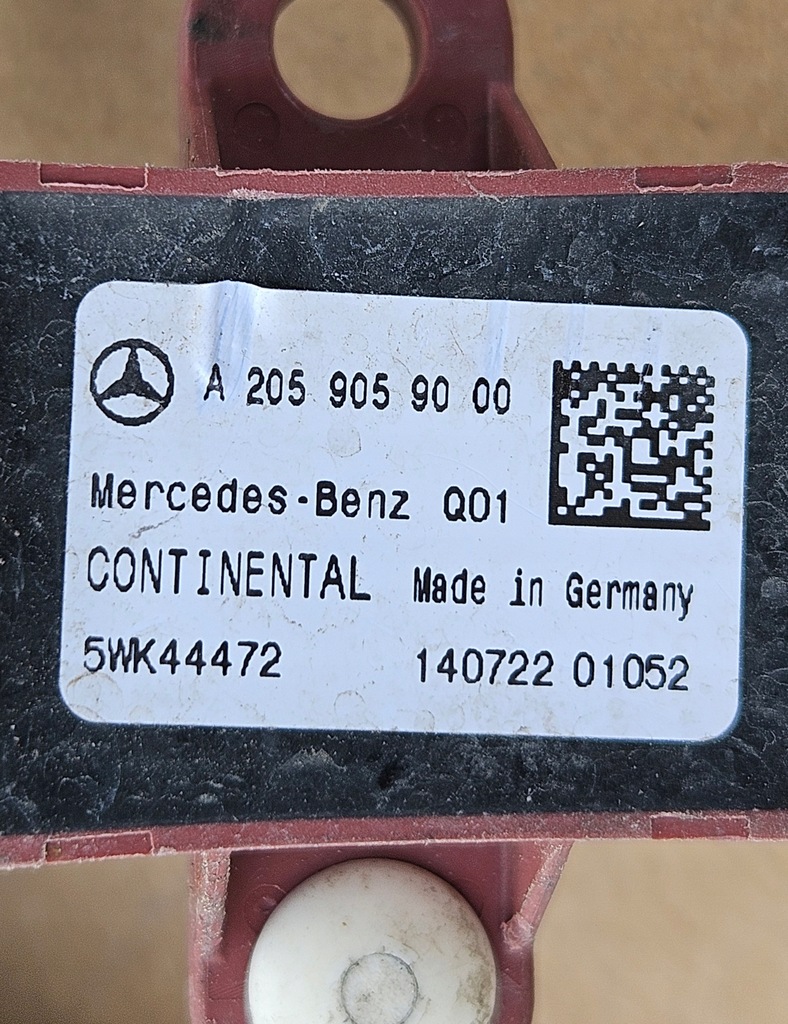 A 205 905 90 00
Mercedes-Benz Q01
CONTINENTAL Made in Germany
5WK44472 140722 01052